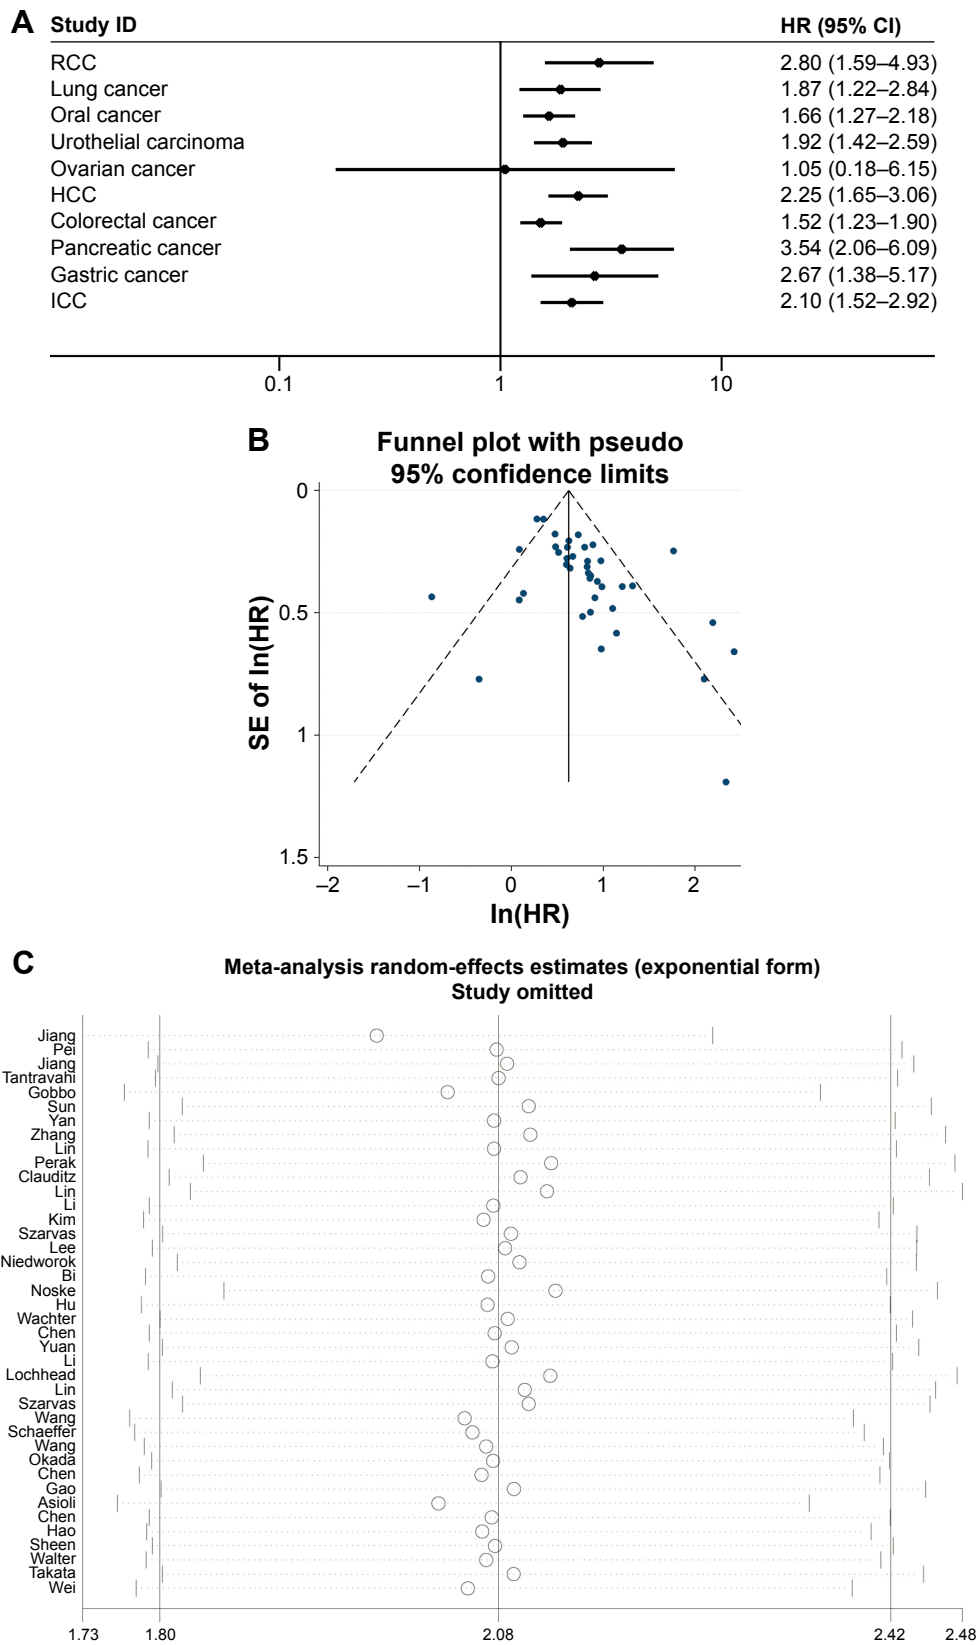 A
Study ID HR (95% CI)
RCC 2.80 (1.59–4.93)
Lung cancer 1.87 (1.22–2.84)
Oral cancer 1.66 (1.27–2.18)
Urothelial carcinoma 1.92 (1.42–2.59)
Ovarian cancer 1.05 (0.18–6.15)
HCC 2.25 (1.65–3.06)
Colorectal cancer 1.52 (1.23–1.90)
Pancreatic cancer 3.54 (2.06–6.09)
Gastric cancer 2.67 (1.38–5.17)
ICC 2.10 (1.52–2.92)
0.1 1 10
B
Funnel plot with pseudo
95% confidence limits
SE of ln(HR)
0
0.5
1
1.5
–2 –1 0 1 2
ln(HR)
C
Meta-analysis random-effects estimates (exponential form)
Study omitted
Jiang
Pei
Jiang
Tantravahi
Gobbo
Sun
Yan
Zhang
Lin
Perak
Clauditz
Lin
Li
Kim
Szarvas
Lee
Niedworok
Bi
Noske
Hu
Wachter
Chen
Yuan
Li
Lochhead
Lin
Szarvas
Wang
Schaeffer
Wang
Okada
Chen
Gao
Asioli
Chen
Hao
Sheen
Walter
Takata
Wei
1.73 1.80 2.08 2.42 2.48